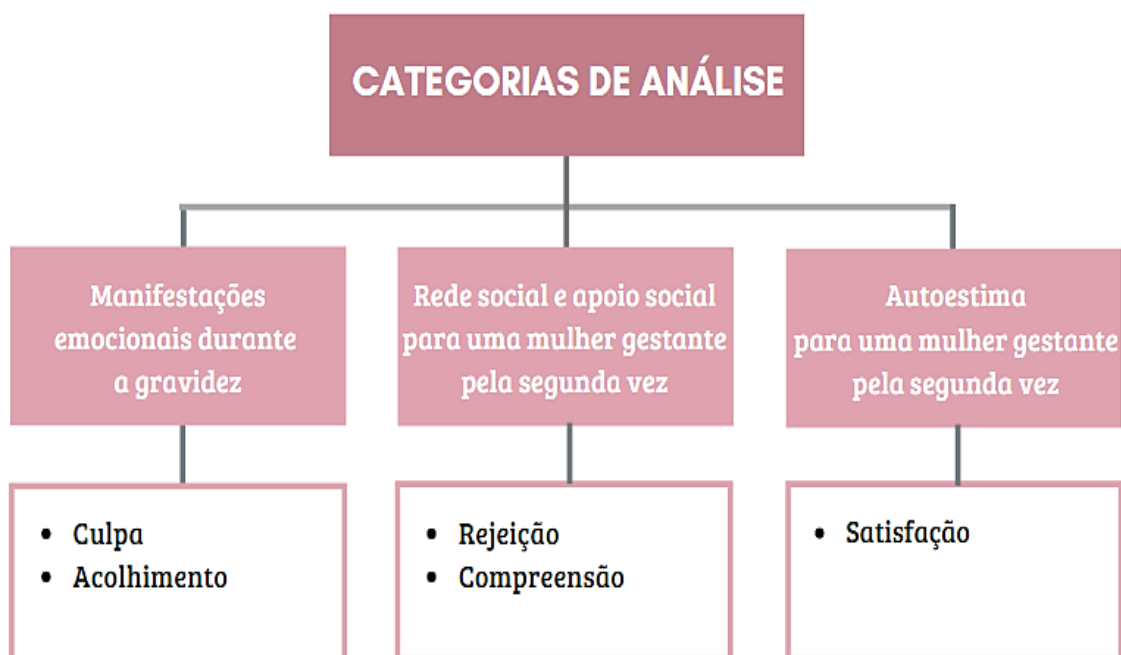 CATEGORIAS DE ANÁLISE
Manifestações
emocionais durante
a gravidez
Rede social e apoio social
para uma mulher gestante
pela segunda vez
Autoestima
para uma mulher gestante
pela segunda vez
• Culpa
• Acolhimento
• Rejeição
• Compreensão
• Satisfação